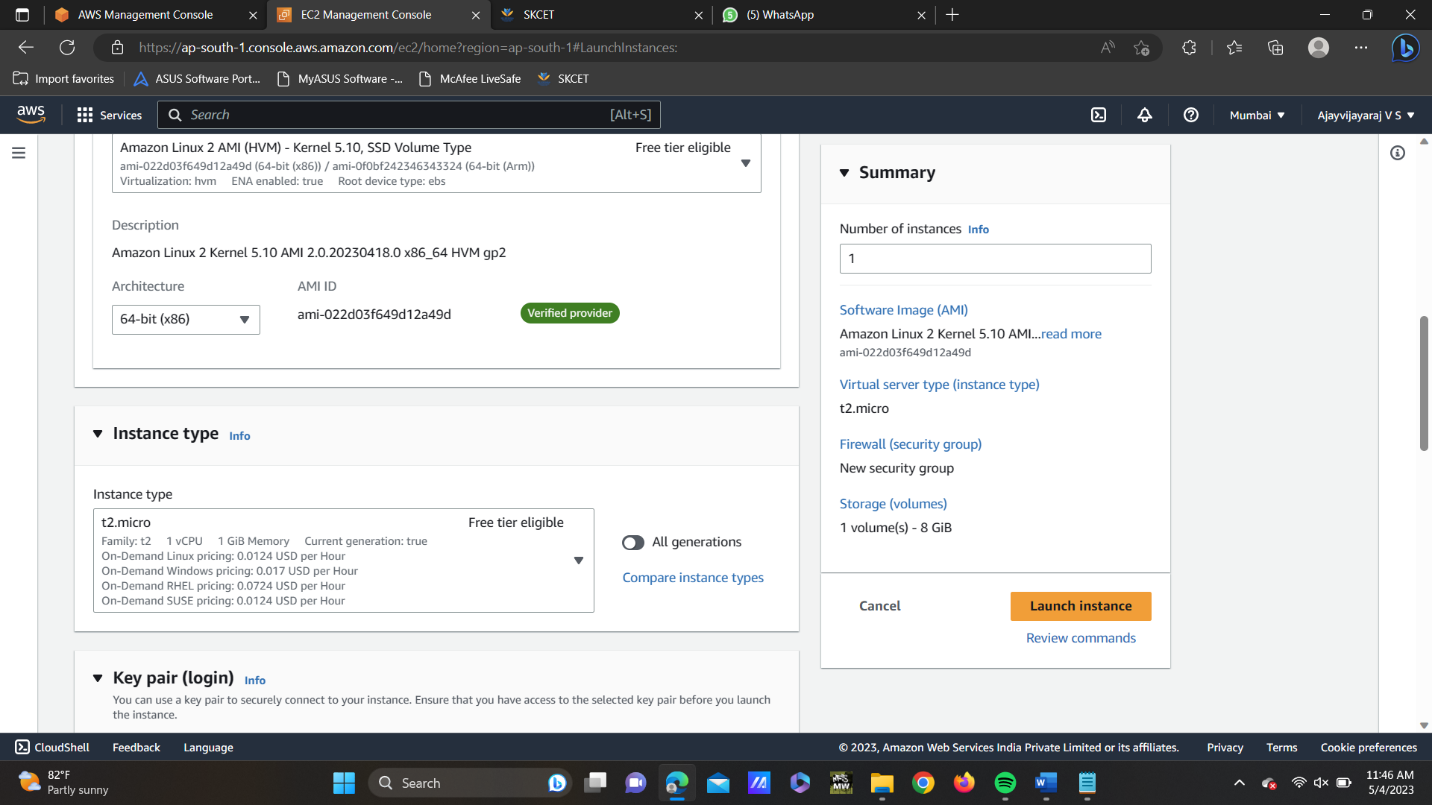 AWS Management Console
EC2 Management Console
SKCET
(5) WhatsApp
https://ap-south-1.console.aws.amazon.com/ec2/home?region=ap-south-1#LaunchInstances:
Import favorites
ASUS Software Port...
MyASUS Software -...
McAfee LiveSafe
SKCET
aws
Services
Search
[Alt+S]
Mumbai
Ajayvijayaraj V S
Amazon Linux 2 AMI (HVM) - Kernel 5.10, SSD Volume Type
Free tier eligible
ami-022d03f649d12a49d (64-bit (x86)) / ami-0f0bf242346343324 (64-bit (Arm))
Virtualization: hvm ENA enabled: true Root device type: ebs
Description
Amazon Linux 2 Kernel 5.10 AMI 2.0.20230418.0 x86_64 HVM gp2
Architecture
AMI ID
64-bit (x86)
ami-022d03f649d12a49d
Verified provider
Instance type Info
Instance type
t2.micro
Free tier eligible
Family: t2 1 vCPU 1 GiB Memory Current generation: true
On-Demand Linux pricing: 0.0124 USD per Hour
On-Demand Windows pricing: 0.017 USD per Hour
On-Demand RHEL pricing: 0.0724 USD per Hour
On-Demand SUSE pricing: 0.0124 USD per Hour
All generations
Compare instance types
Key pair (login) Info
You can use a key pair to securely connect to your instance. Ensure that you have access to the selected key pair before you launch
the instance.
Summary
Number of instances Info
1
Software Image (AMI)
Amazon Linux 2 Kernel 5.10 AMI...read more
ami-022d03f649d12a49d
Virtual server type (instance type)
t2.micro
Firewall (security group)
New security group
Storage (volumes)
1 volume(s) - 8 GiB
Cancel
Launch instance
Review commands
CloudShell
Feedback
Language
© 2023, Amazon Web Services India Private Limited or its affiliates.
Privacy
Terms
Cookie preferences
82°F
Partly sunny
Search
MW
11:46 AM
5/4/2023